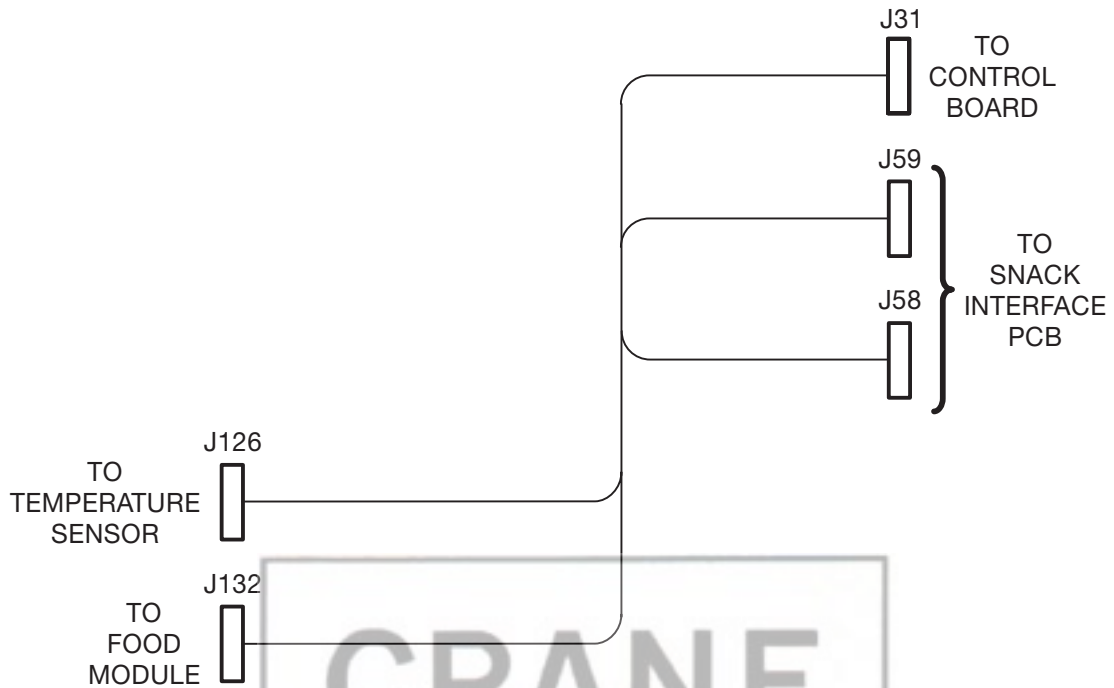 J31
TO
CONTROL
BOARD
J59
J58
TO
SNACK
INTERFACE
PCB
J126
TO
TEMPERATURE
SENSOR
J132
TO
FOOD
MODULE
CRANE